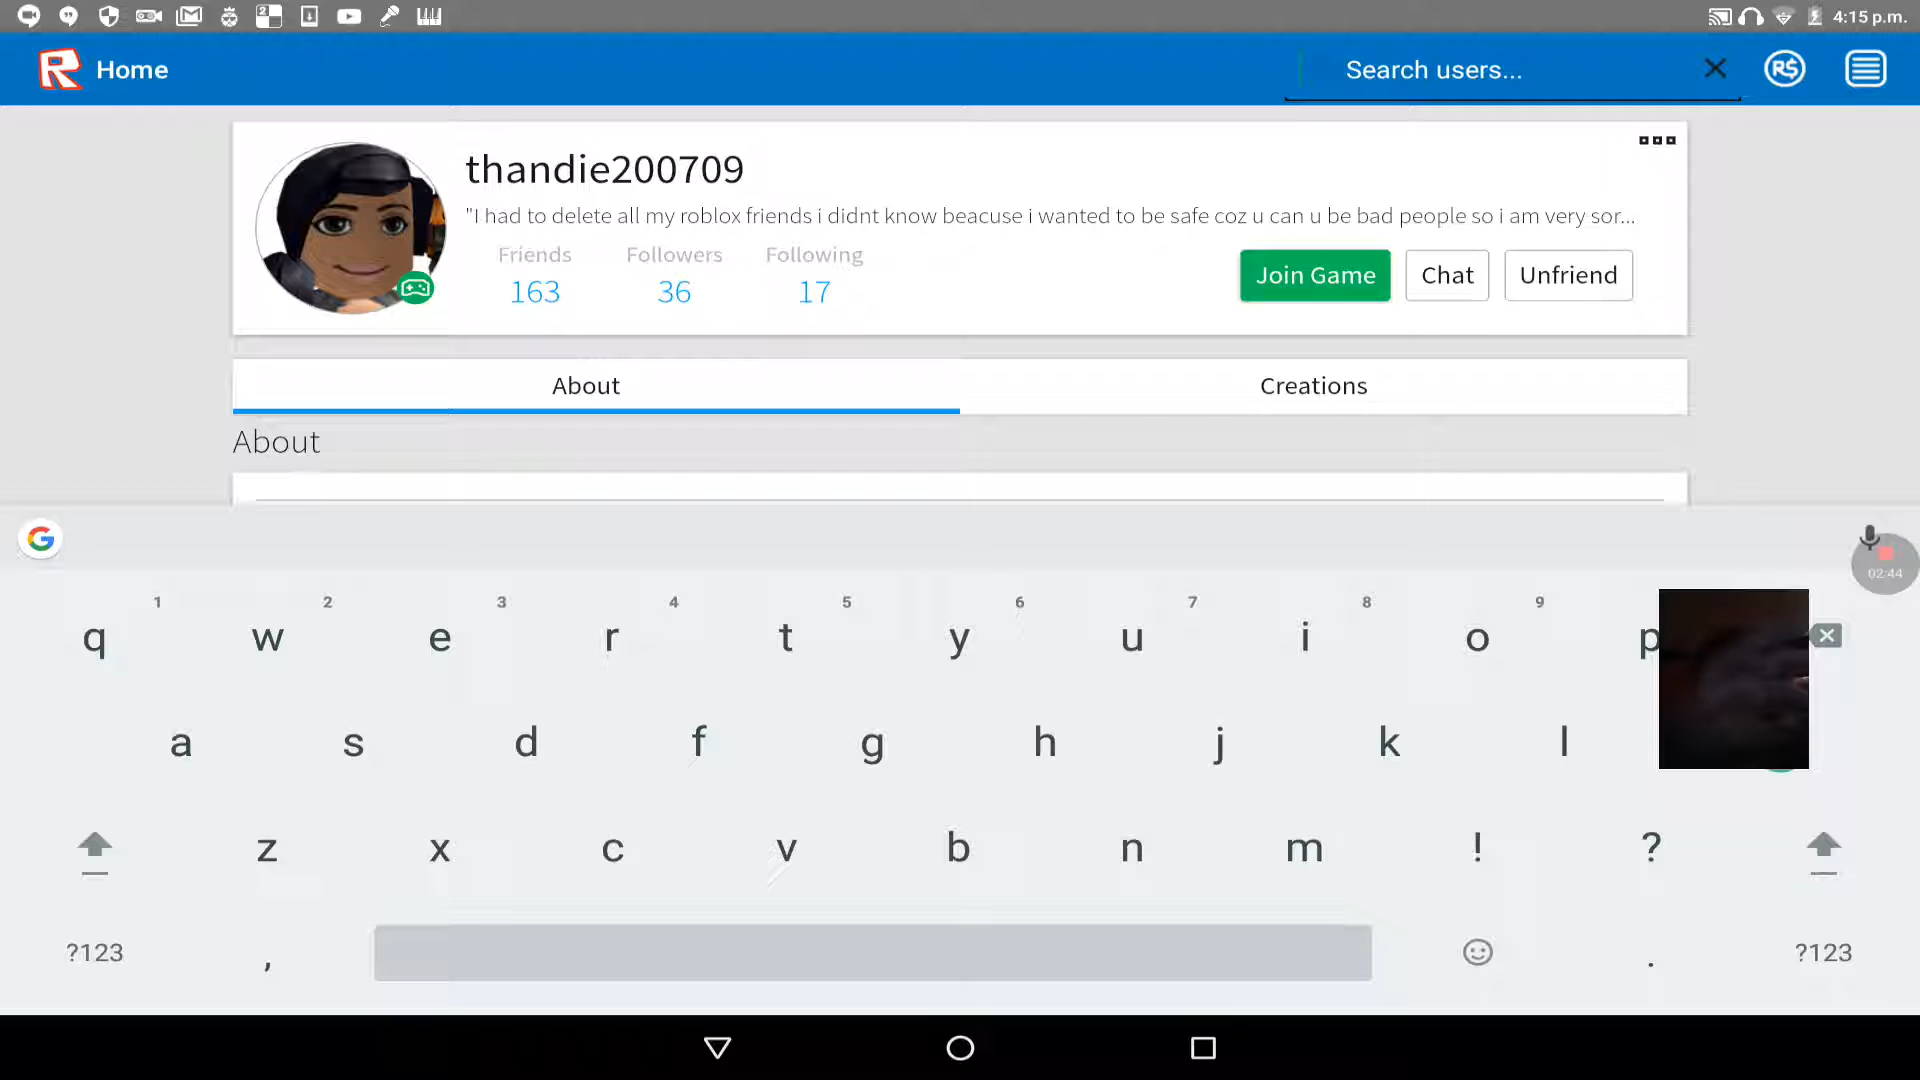 4:15 p.m.
Home
Search users...
R$
thandie200709
"I had to delete all my roblox friends i didnt know beacuse i wanted to be safe coz u can u be bad people so i am very sor...
Friends Followers Following
163 36 17
Join Game Chat Unfriend
About Creations
About
02:44
1 2 3 4 5 6 7 8 9
q w e r t y u i o p
a s d f g h j k l
z x c v b n m ! ?
?123 , . ?123